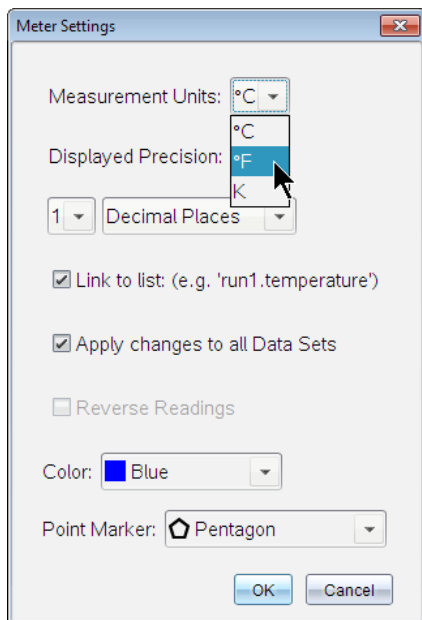 Meter Settings
Measurement Units: °C
°C
°F
K
Displayed Precision:
1 Decimal Places
Link to list: (e.g. 'run1.temperature')
Apply changes to all Data Sets
Reverse Readings
Color: Blue
Point Marker: Pentagon
OK Cancel